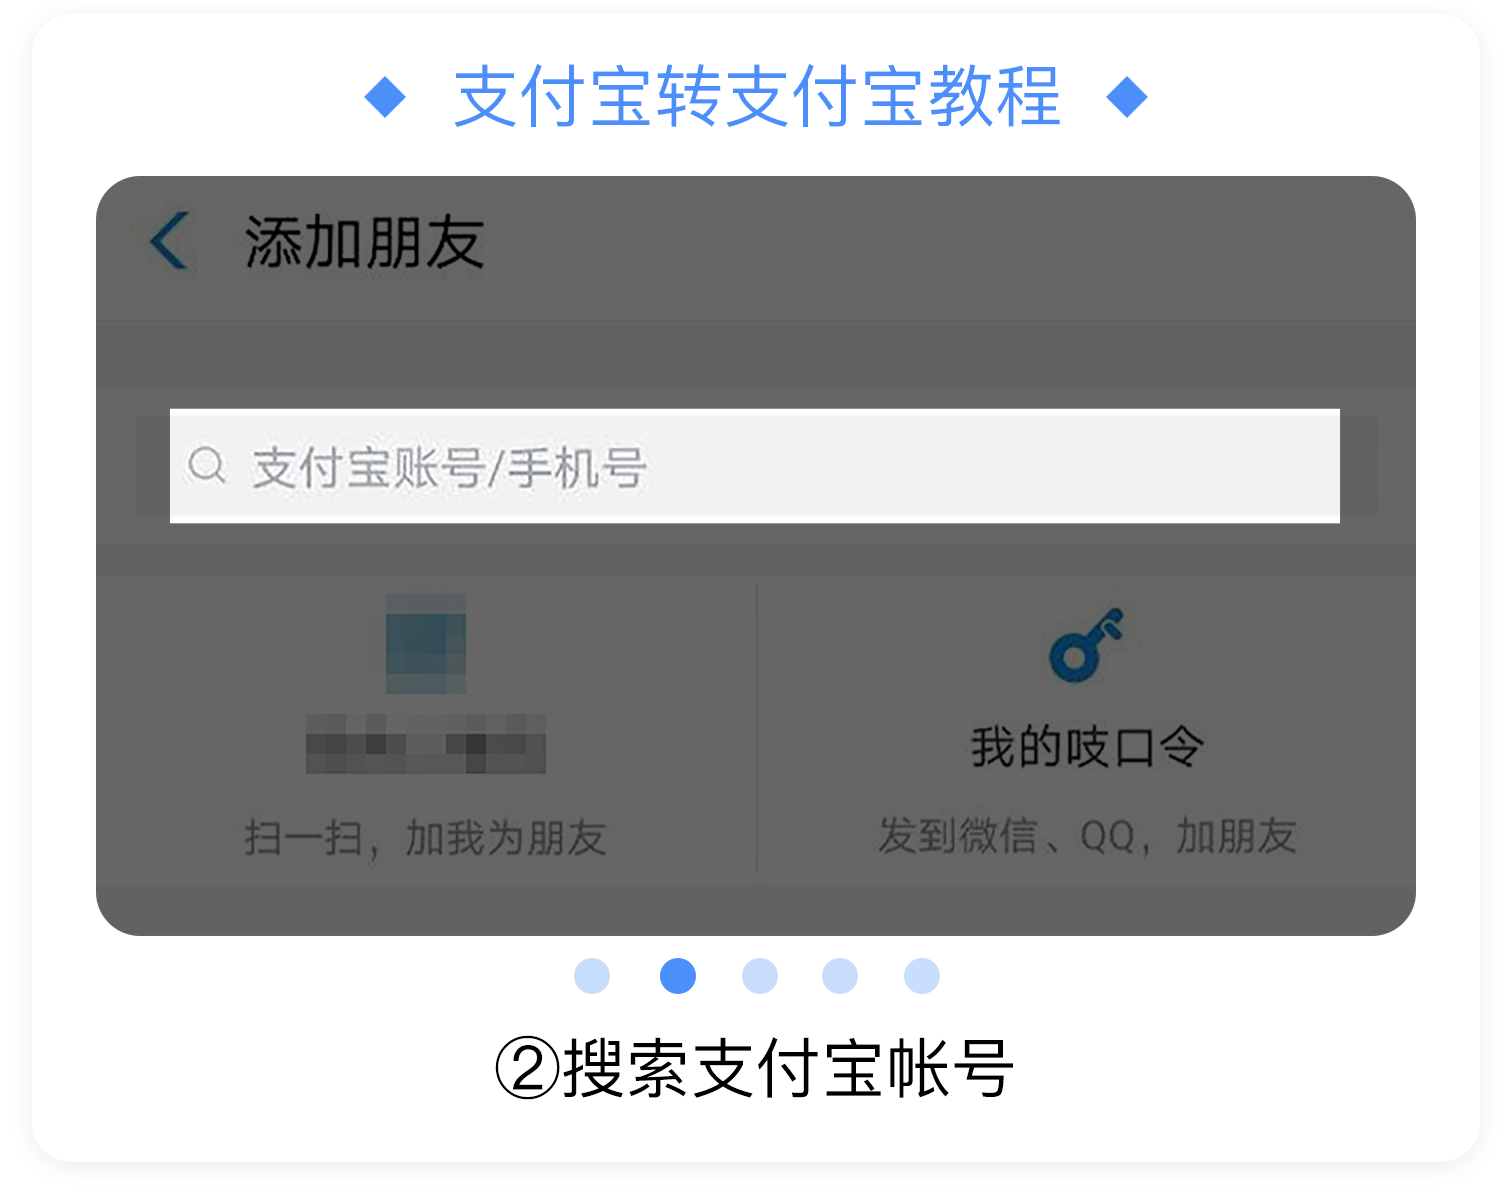 支付宝转支付宝教程
添加朋友
支付宝账号/手机号
我的吱口令
扫一扫，加我为朋友
发到微信、QQ，加朋友
②搜索支付宝帐号